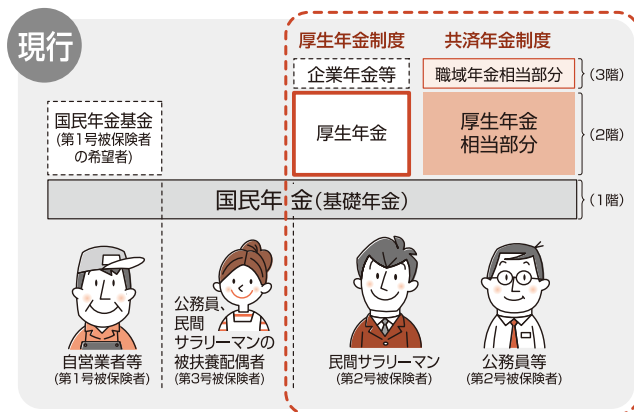 現行
厚生年金制度
共済年金制度
企業年金等
職域年金相当部分
(3階)
国民年金基金
(第1号被保険者
の希望者)
厚生年金
厚生年金
相当部分
(2階)
国民年金(基礎年金)
(1階)
自営業者等
(第1号被保険者)
公務員、
民間
サラリーマンの
被扶養配偶者
(第3号被保険者)
民間サラリーマン
(第2号被保険者)
公務員等
(第2号被保険者)